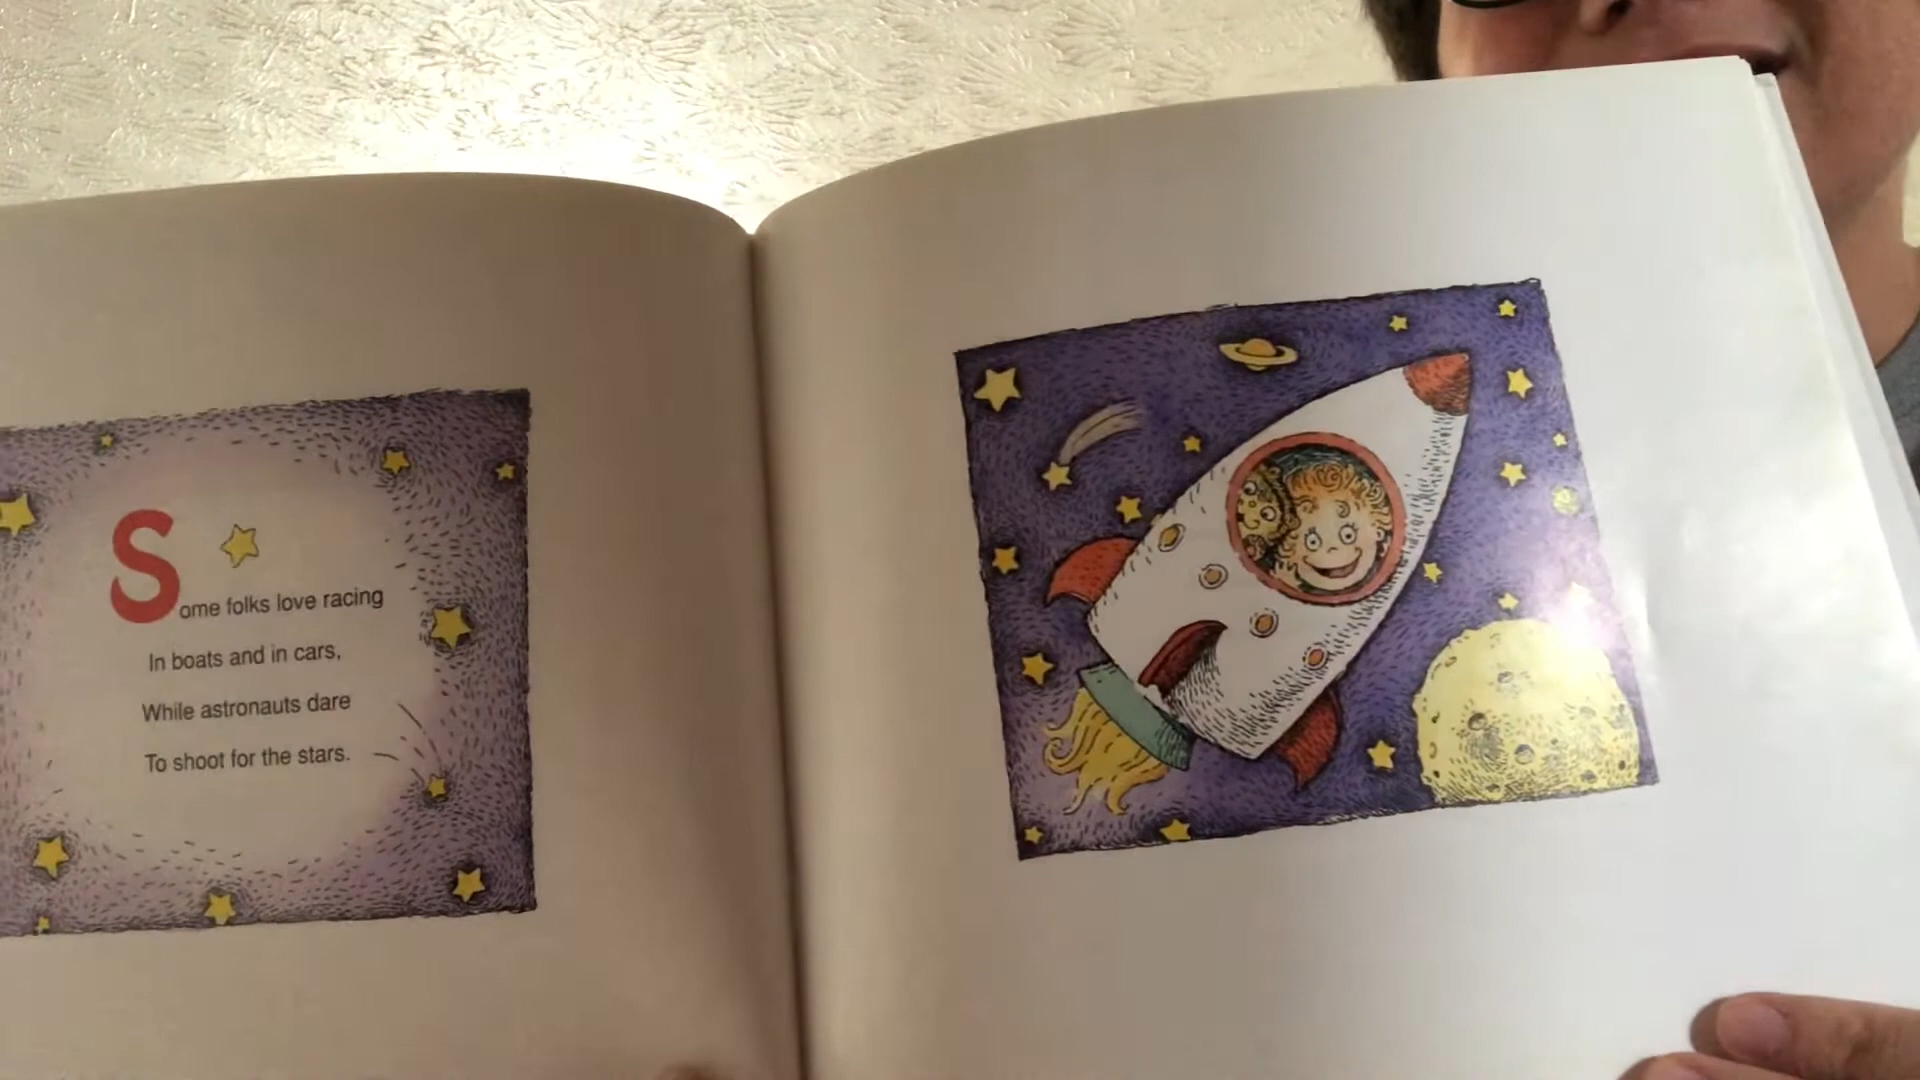 Some folks love racing
In boats and in cars,
While astronauts dare
To shoot for the stars.